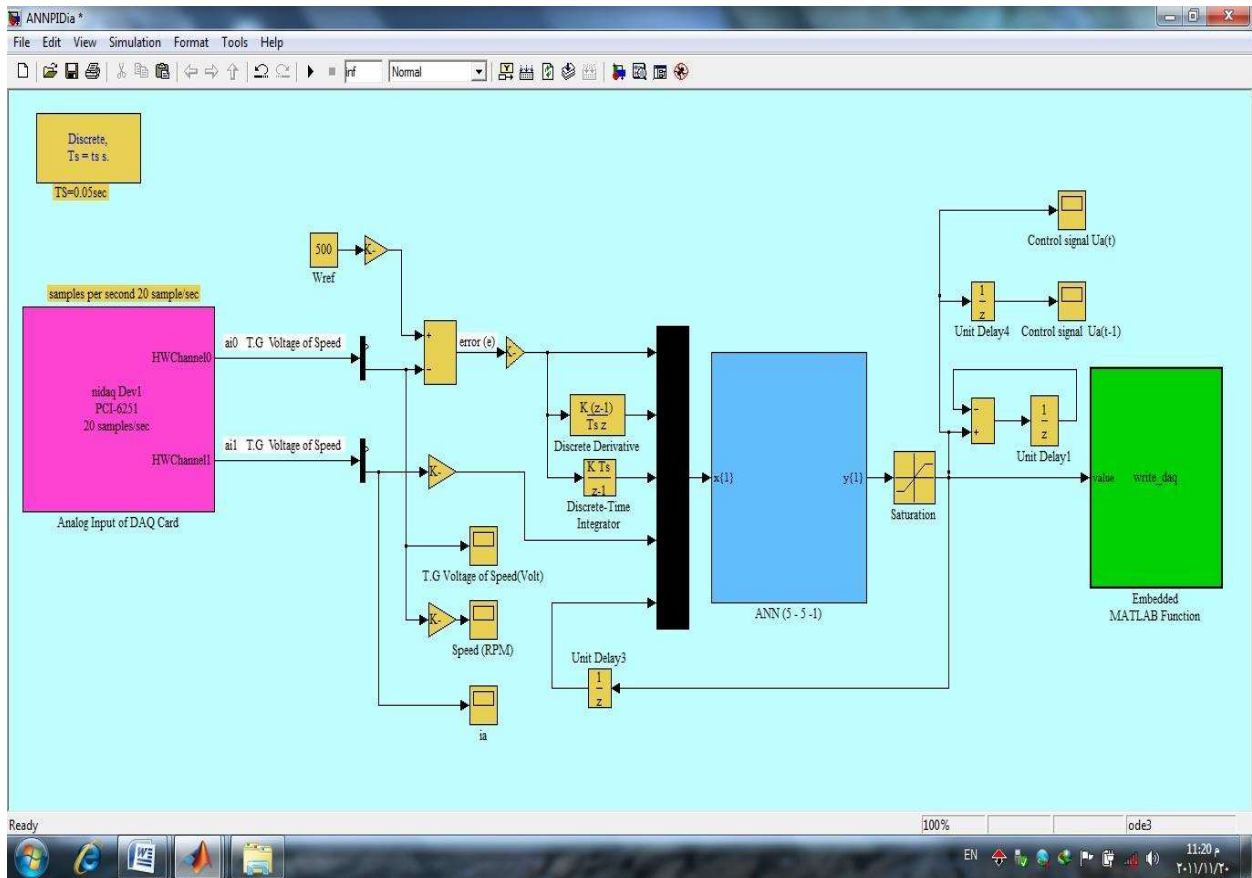 ANNPIDia *
File Edit View Simulation Format Tools Help
inf Normal
Discrete,
Ts = ts s.
TS=0.05sec
500
K-
Wref
samples per second 20 sample/sec
HWChannel0
nidaq Dev1
PCI-6251
20 samples/sec
HWChannel1
Analog Input of DAQ Card
ai0 T.G Voltage of Speed
ai1 T.G Voltage of Speed
+
-
error (e)
K-
K (z-1)
Ts z
Discrete Derivative
K Ts
z-1
Discrete-Time
Integrator
K-
T.G Voltage of Speed(Volt)
K-
Speed (RPM)
ia
Unit Delay3
1
z
x{1}
y{1}
ANN (5 - 5 -1)
Saturation
Control signal Ua(t)
1
z
Unit Delay4
Control signal Ua(t-1)
-
+
1
z
Unit Delay1
value
write_daq
Embedded
MATLAB Function
Ready
100%
ode3
EN
11:20 م
٢٠١١/١١/٢٠